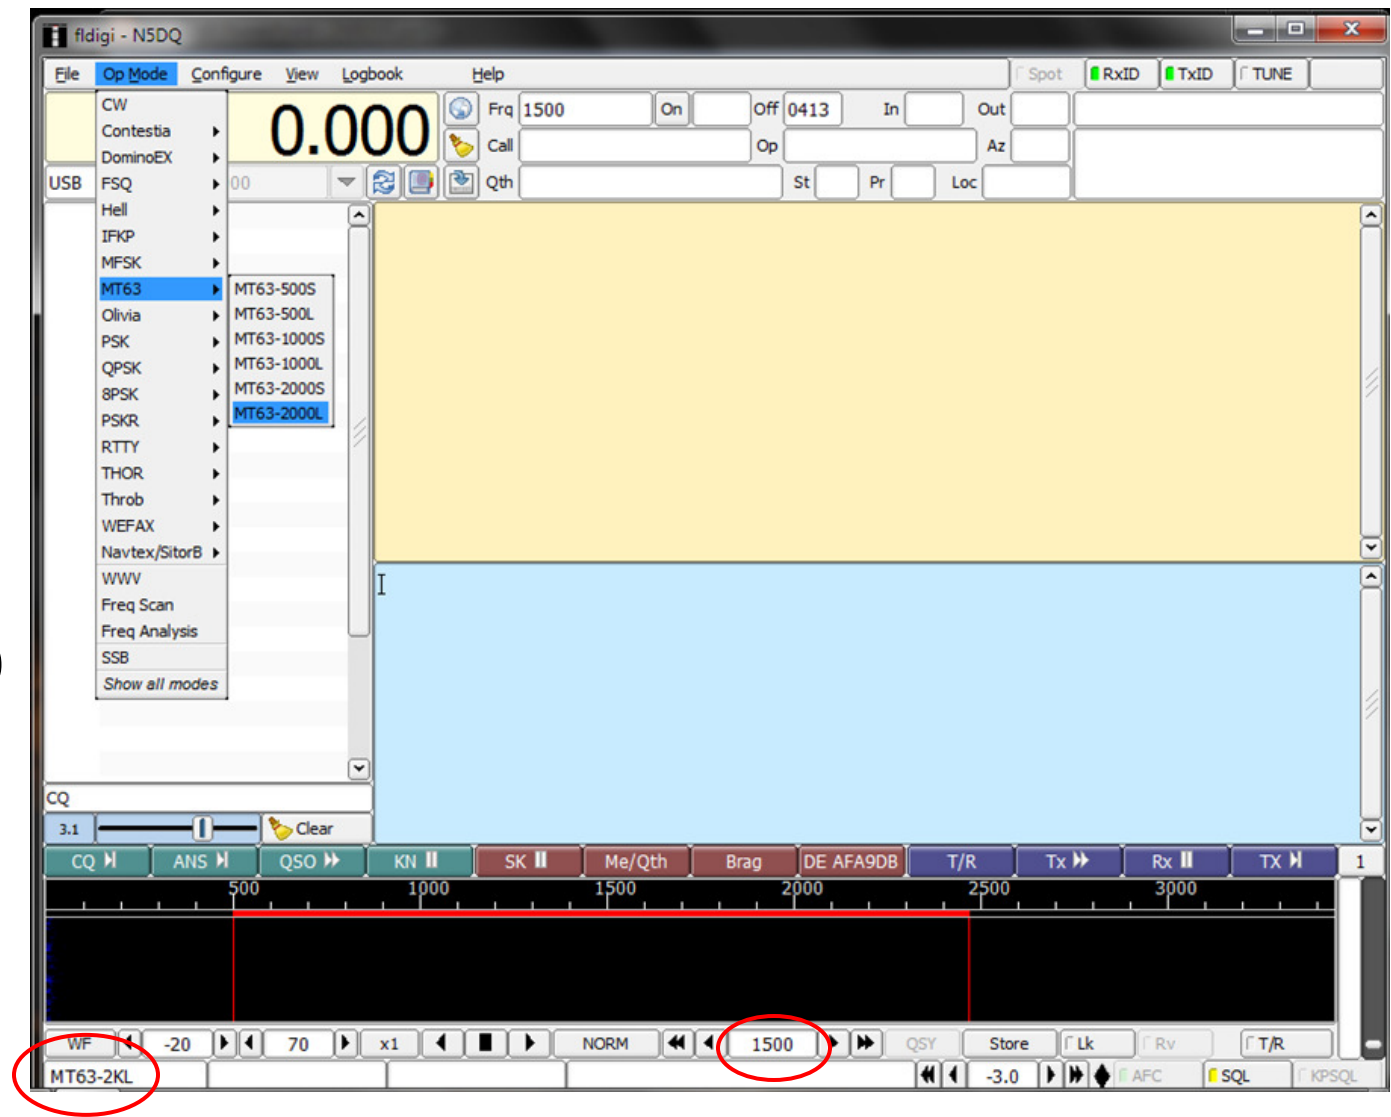 fldigi - N5DQ
File Op Mode Configure View Logbook Help Spot RxID TxID TUNE
0.000
Frq 1500 On Off 0413 In Out
Call Op Az
USB 00 Qth St Pr Loc
CW
Contestia
DominoEX
FSQ
Hell
IFKP
MFSK
MT63
Olivia
PSK
QPSK
8PSK
PSKR
RTTY
THOR
Throb
WEFAX
Navtex/SitorB
WWV
Freq Scan
Freq Analysis
SSB
Show all modes
MT63-500S
MT63-500L
MT63-1000S
MT63-1000L
MT63-2000S
MT63-2000L
CQ
3.1 Clear
CQ ANS QSO KN SK Me/Qth Brag DE AFA9DB T/R Tx Rx TX 1
500 1000 1500 2000 2500 3000
WF -20 70 x1 NORM 1500 QSY Store Lk Rv T/R
MT63-2KL -3.0 AFC SQL KPSQL
)